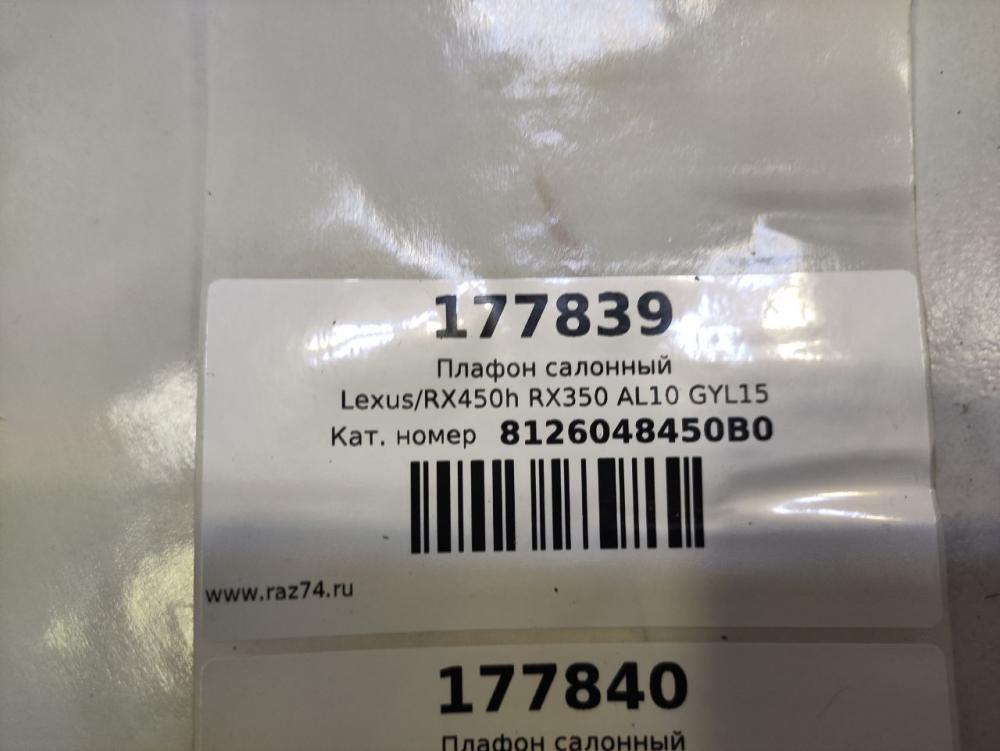 177839
Плафон салонный
Lexus/RX450h RX350 AL10 GYL15
Кат. номер 8126048450B0
www.raz74.ru
177840
Плафон салонный